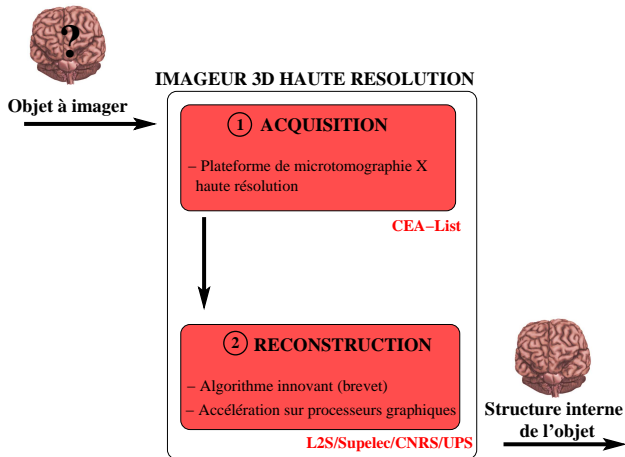 ?
IMAGEUR 3D HAUTE RESOLUTION
Objet à imager
1 ACQUISITION
– Plateforme de microtomographie X
haute résolution
CEA–List
2 RECONSTRUCTION
– Algorithme innovant (brevet)
– Accélération sur processeurs graphiques
L2S/Supelec/CNRS/UPS
Structure interne
de l'objet